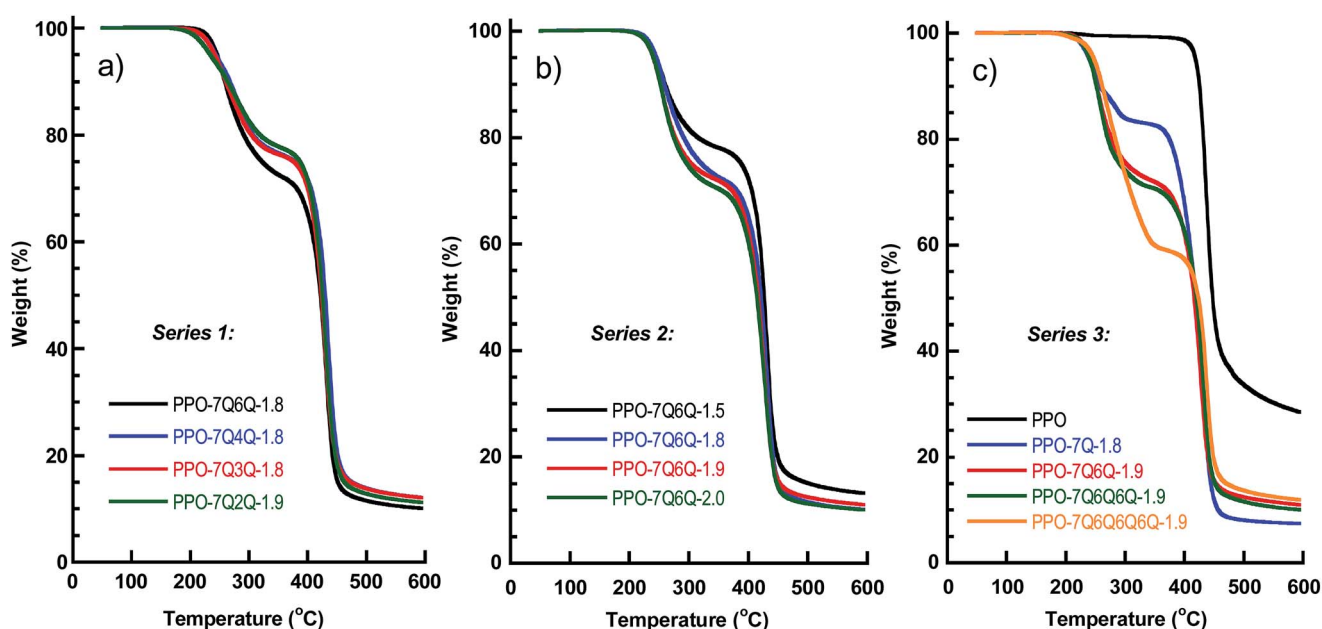 a)
100
80
60
40
20
0
Weight (%)
Series 1:
PPO-7Q6Q-1.8
PPO-7Q4Q-1.8
PPO-7Q3Q-1.8
PPO-7Q2Q-1.9
0 100 200 300 400 500 600
Temperature (°C)
b)
100
80
60
40
20
0
Weight (%)
Series 2:
PPO-7Q6Q-1.5
PPO-7Q6Q-1.8
PPO-7Q6Q-1.9
PPO-7Q6Q-2.0
0 100 200 300 400 500 600
Temperature (°C)
c)
100
80
60
40
20
0
Weight (%)
Series 3:
PPO
PPO-7Q-1.8
PPO-7Q6Q-1.9
PPO-7Q6Q6Q-1.9
PPO-7Q6Q6Q6Q-1.9
0 100 200 300 400 500 600
Temperature (°C)